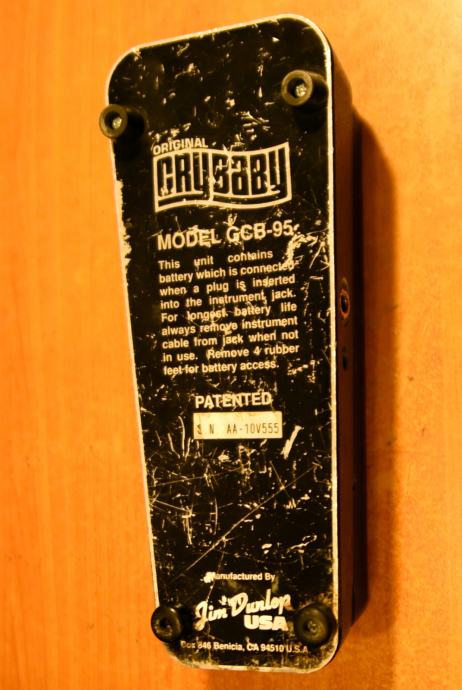 ORIGINAL
CRYBABY
MODEL GCB-95
This unit contains
battery which is connected
when a plug is inserted
into the instrument jack.
For longest battery life
always remove instrument
cable from jack when not
in use. Remove 4 rubber
feet for battery access.
PATENTED
S.N. AA-10V555
Manufactured By
Jim Dunlop
USA
Box 846 Benicia, CA 94510 U.S.A